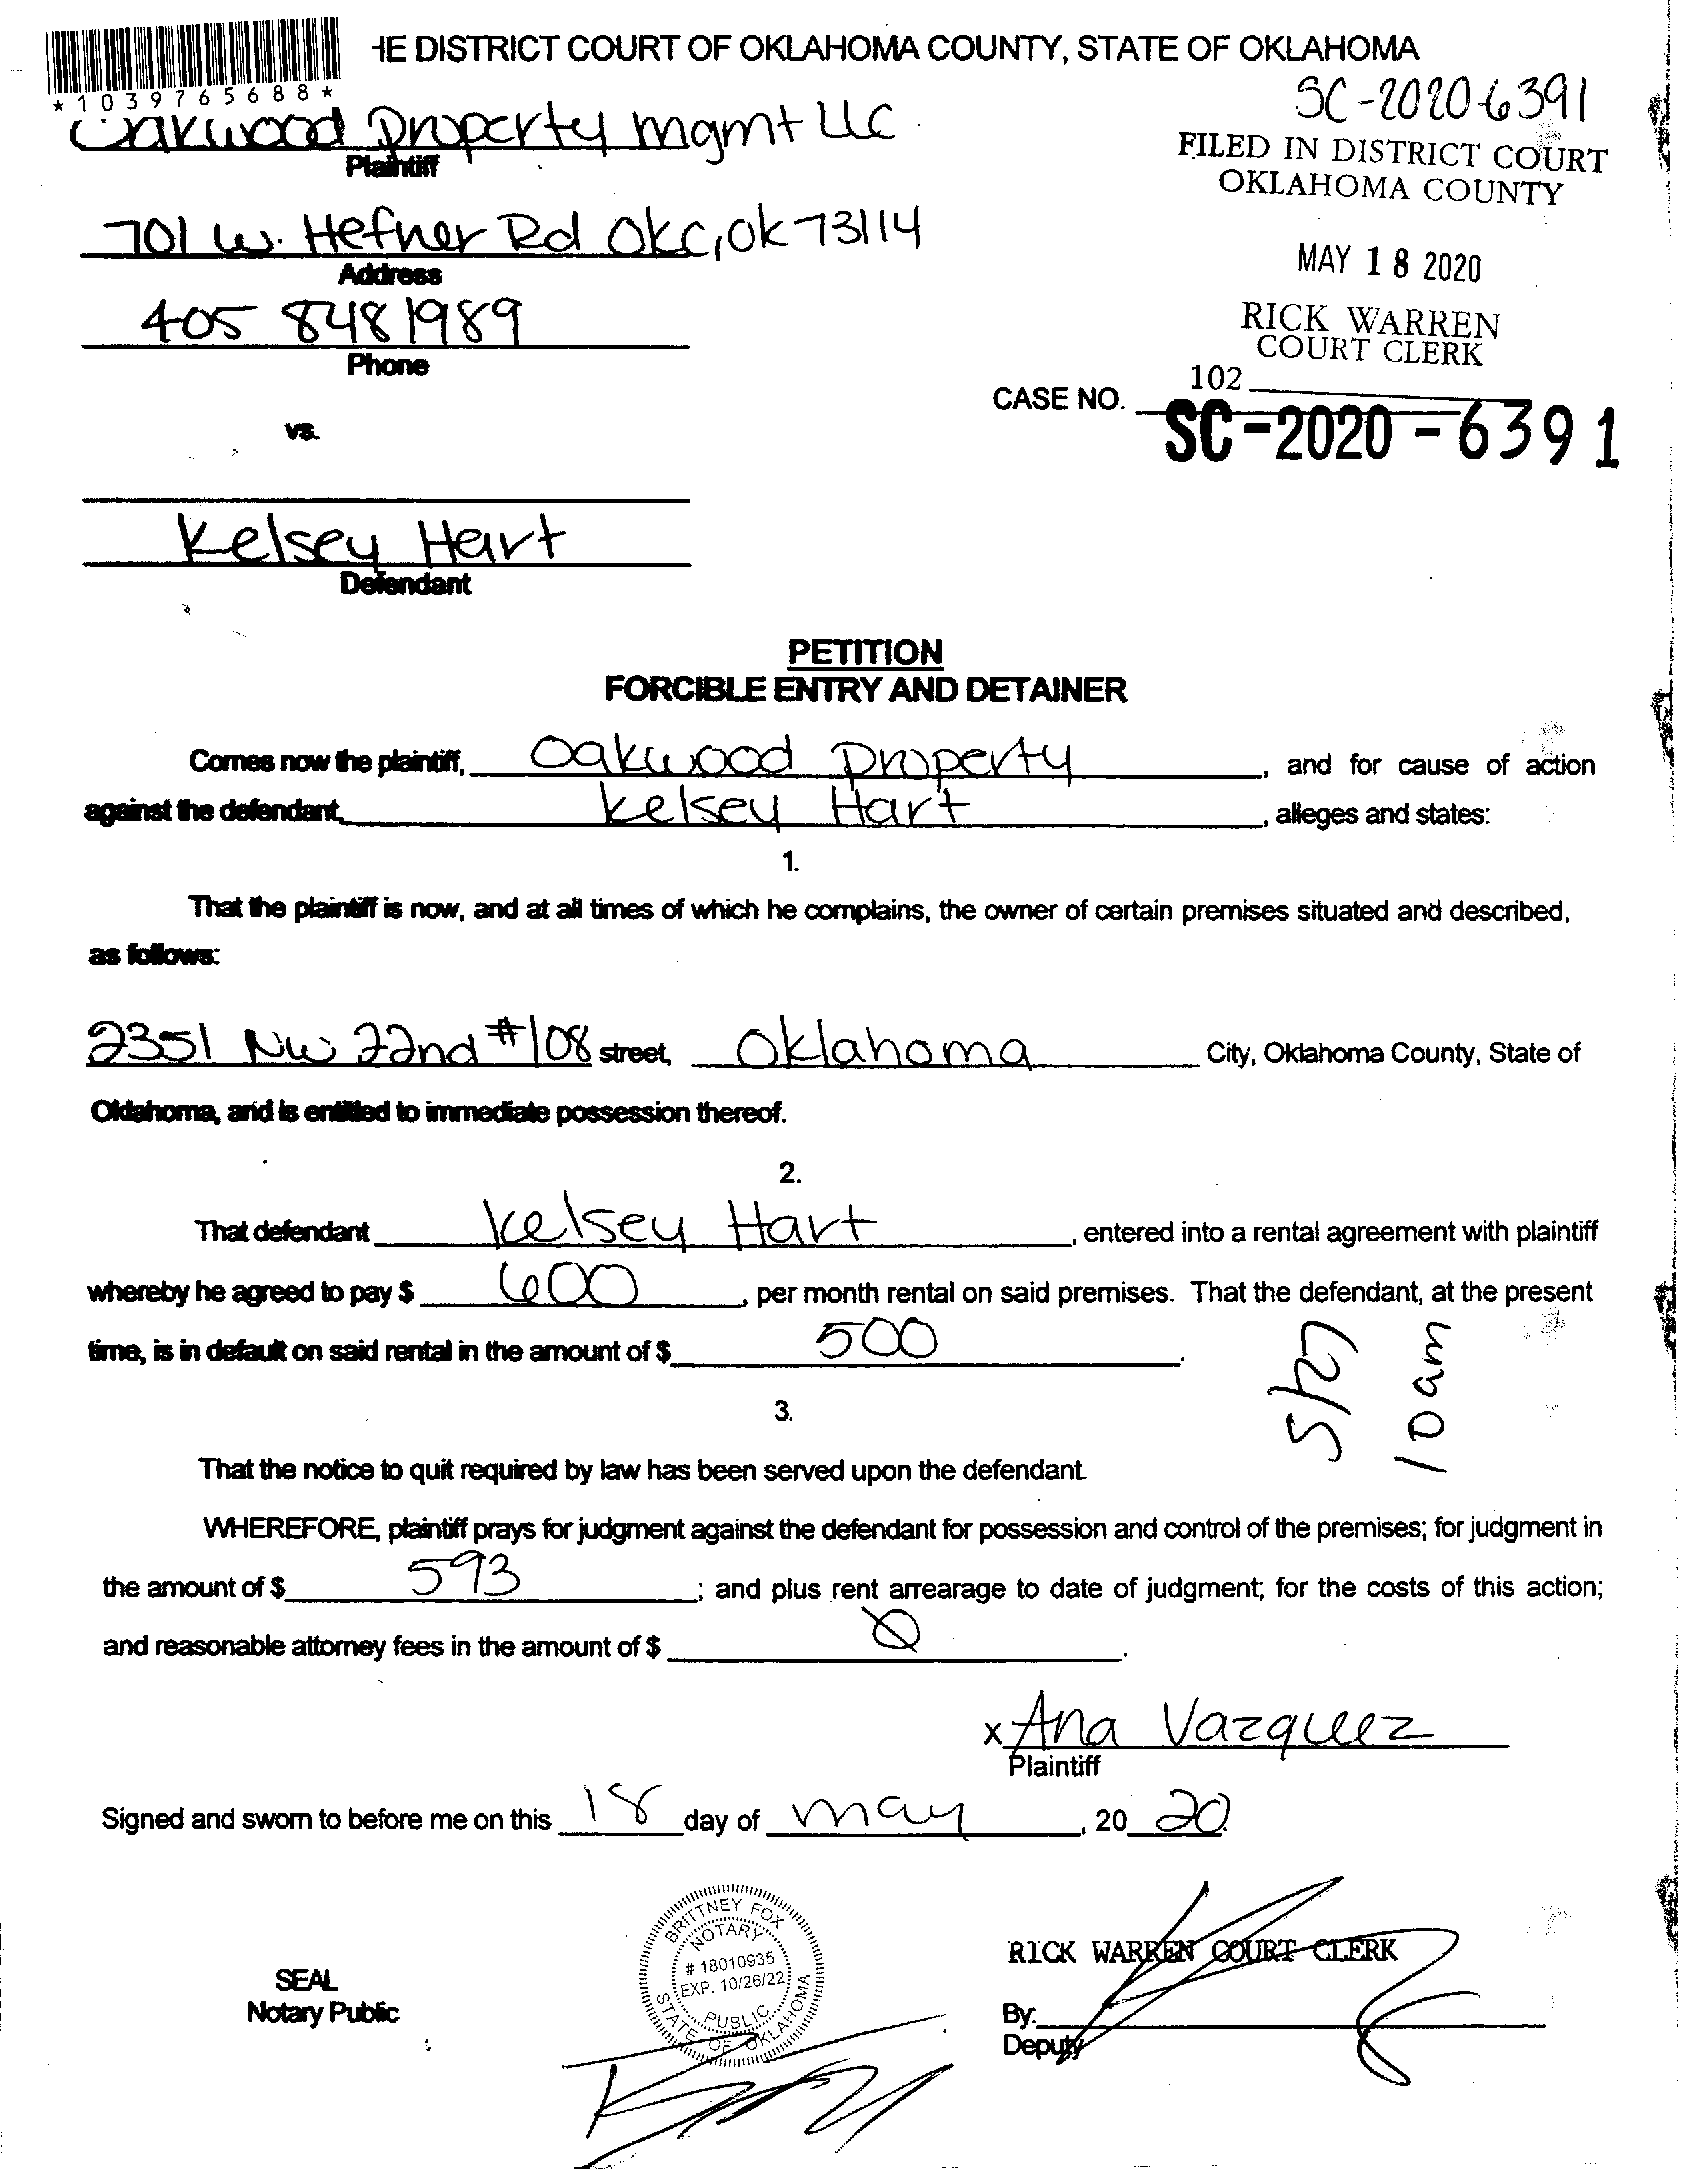 HE DISTRICT COURT OF OKLAHOMA COUNTY, STATE OF OKLAHOMA
*1039765688*
SC-2020-6391
Oakwood Property Mgmt LLC
Plaintiff
FILED IN DISTRICT COURT
OKLAHOMA COUNTY
701 W. Hefner Rd OKC, OK 73114
Address
MAY 18 2020
405 848 1989
Phone
RICK WARREN
COURT CLERK
102
CASE NO. SC-2020-6391
vs.
Kelsey Hart
Defendant
PETITION
FORCIBLE ENTRY AND DETAINER
Comes now the plaintiff, Oakwood Property, and for cause of action
against the defendant, Kelsey Hart, alleges and states:
1.
That the plaintiff is now, and at all times of which he complains, the owner of certain premises situated and described,
as follows:
2351 NW 22nd #108 street, Oklahoma City, Oklahoma County, State of
Oklahoma, and is entitled to immediate possession thereof.
2.
That defendant Kelsey Hart, entered into a rental agreement with plaintiff
whereby he agreed to pay $ 600, per month rental on said premises. That the defendant, at the present
time, is in default on said rental in the amount of $ 500.
5/27
10am
3.
That the notice to quit required by law has been served upon the defendant.
WHEREFORE, plaintiff prays for judgment against the defendant for possession and control of the premises; for judgment in
the amount of $ 593; and plus rent arrearage to date of judgment; for the costs of this action;
and reasonable attorney fees in the amount of $ 0.
x Ana Vazquez
Plaintiff
Signed and sworn to before me on this 18 day of May, 20 20.
BRITTNEY FOX
NOTARY
# 18010935
EXP. 10/26/22
PUBLIC
STATE OF OKLAHOMA
SEAL
Notary Public
RICK WARREN COURT CLERK
By:
Deputy